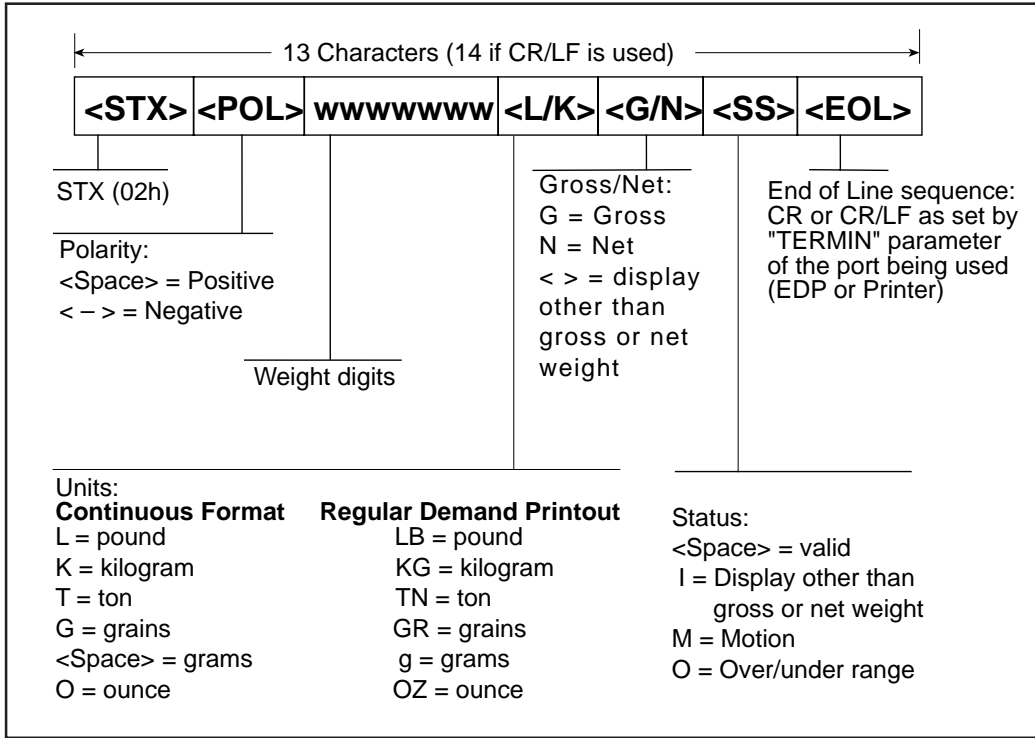 13 Characters (14 if CR/LF is used)
<STX> <POL> wwwwwww <L/K> <G/N> <SS> <EOL>
STX (02h)
Polarity:
<Space> = Positive
< – > = Negative
Weight digits
Gross/Net:
G = Gross
N = Net
< > = display
other than
gross or net
weight
End of Line sequence:
CR or CR/LF as set by
"TERMIN" parameter
of the port being used
(EDP or Printer)
Units:
Continuous Format
L = pound
K = kilogram
T = ton
G = grains
<Space> = grams
O = ounce
Regular Demand Printout
LB = pound
KG = kilogram
TN = ton
GR = grains
g = grams
OZ = ounce
Status:
<Space> = valid
I = Display other than
gross or net weight
M = Motion
O = Over/under range